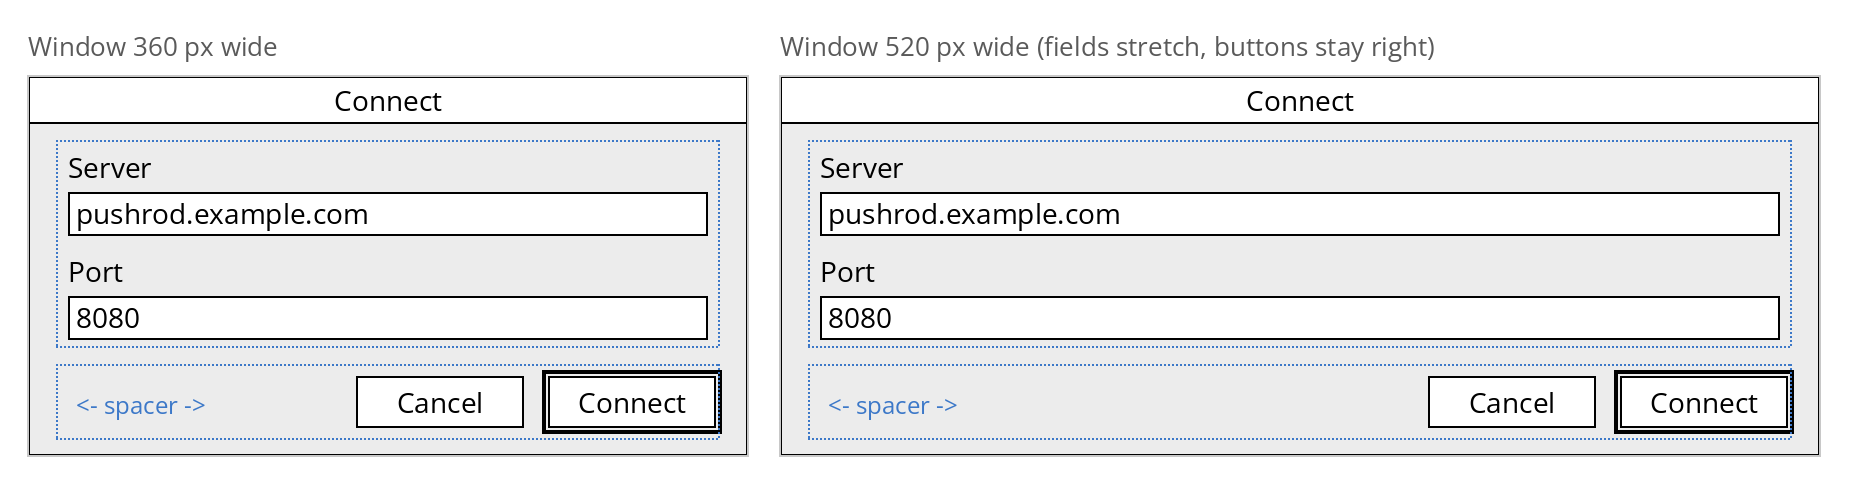 Window 360 px wide
Connect
Server
pushrod.example.com
Port
8080
<- spacer ->
Cancel
Connect
Window 520 px wide (fields stretch, buttons stay right)
Connect
Server
pushrod.example.com
Port
8080
<- spacer ->
Cancel
Connect